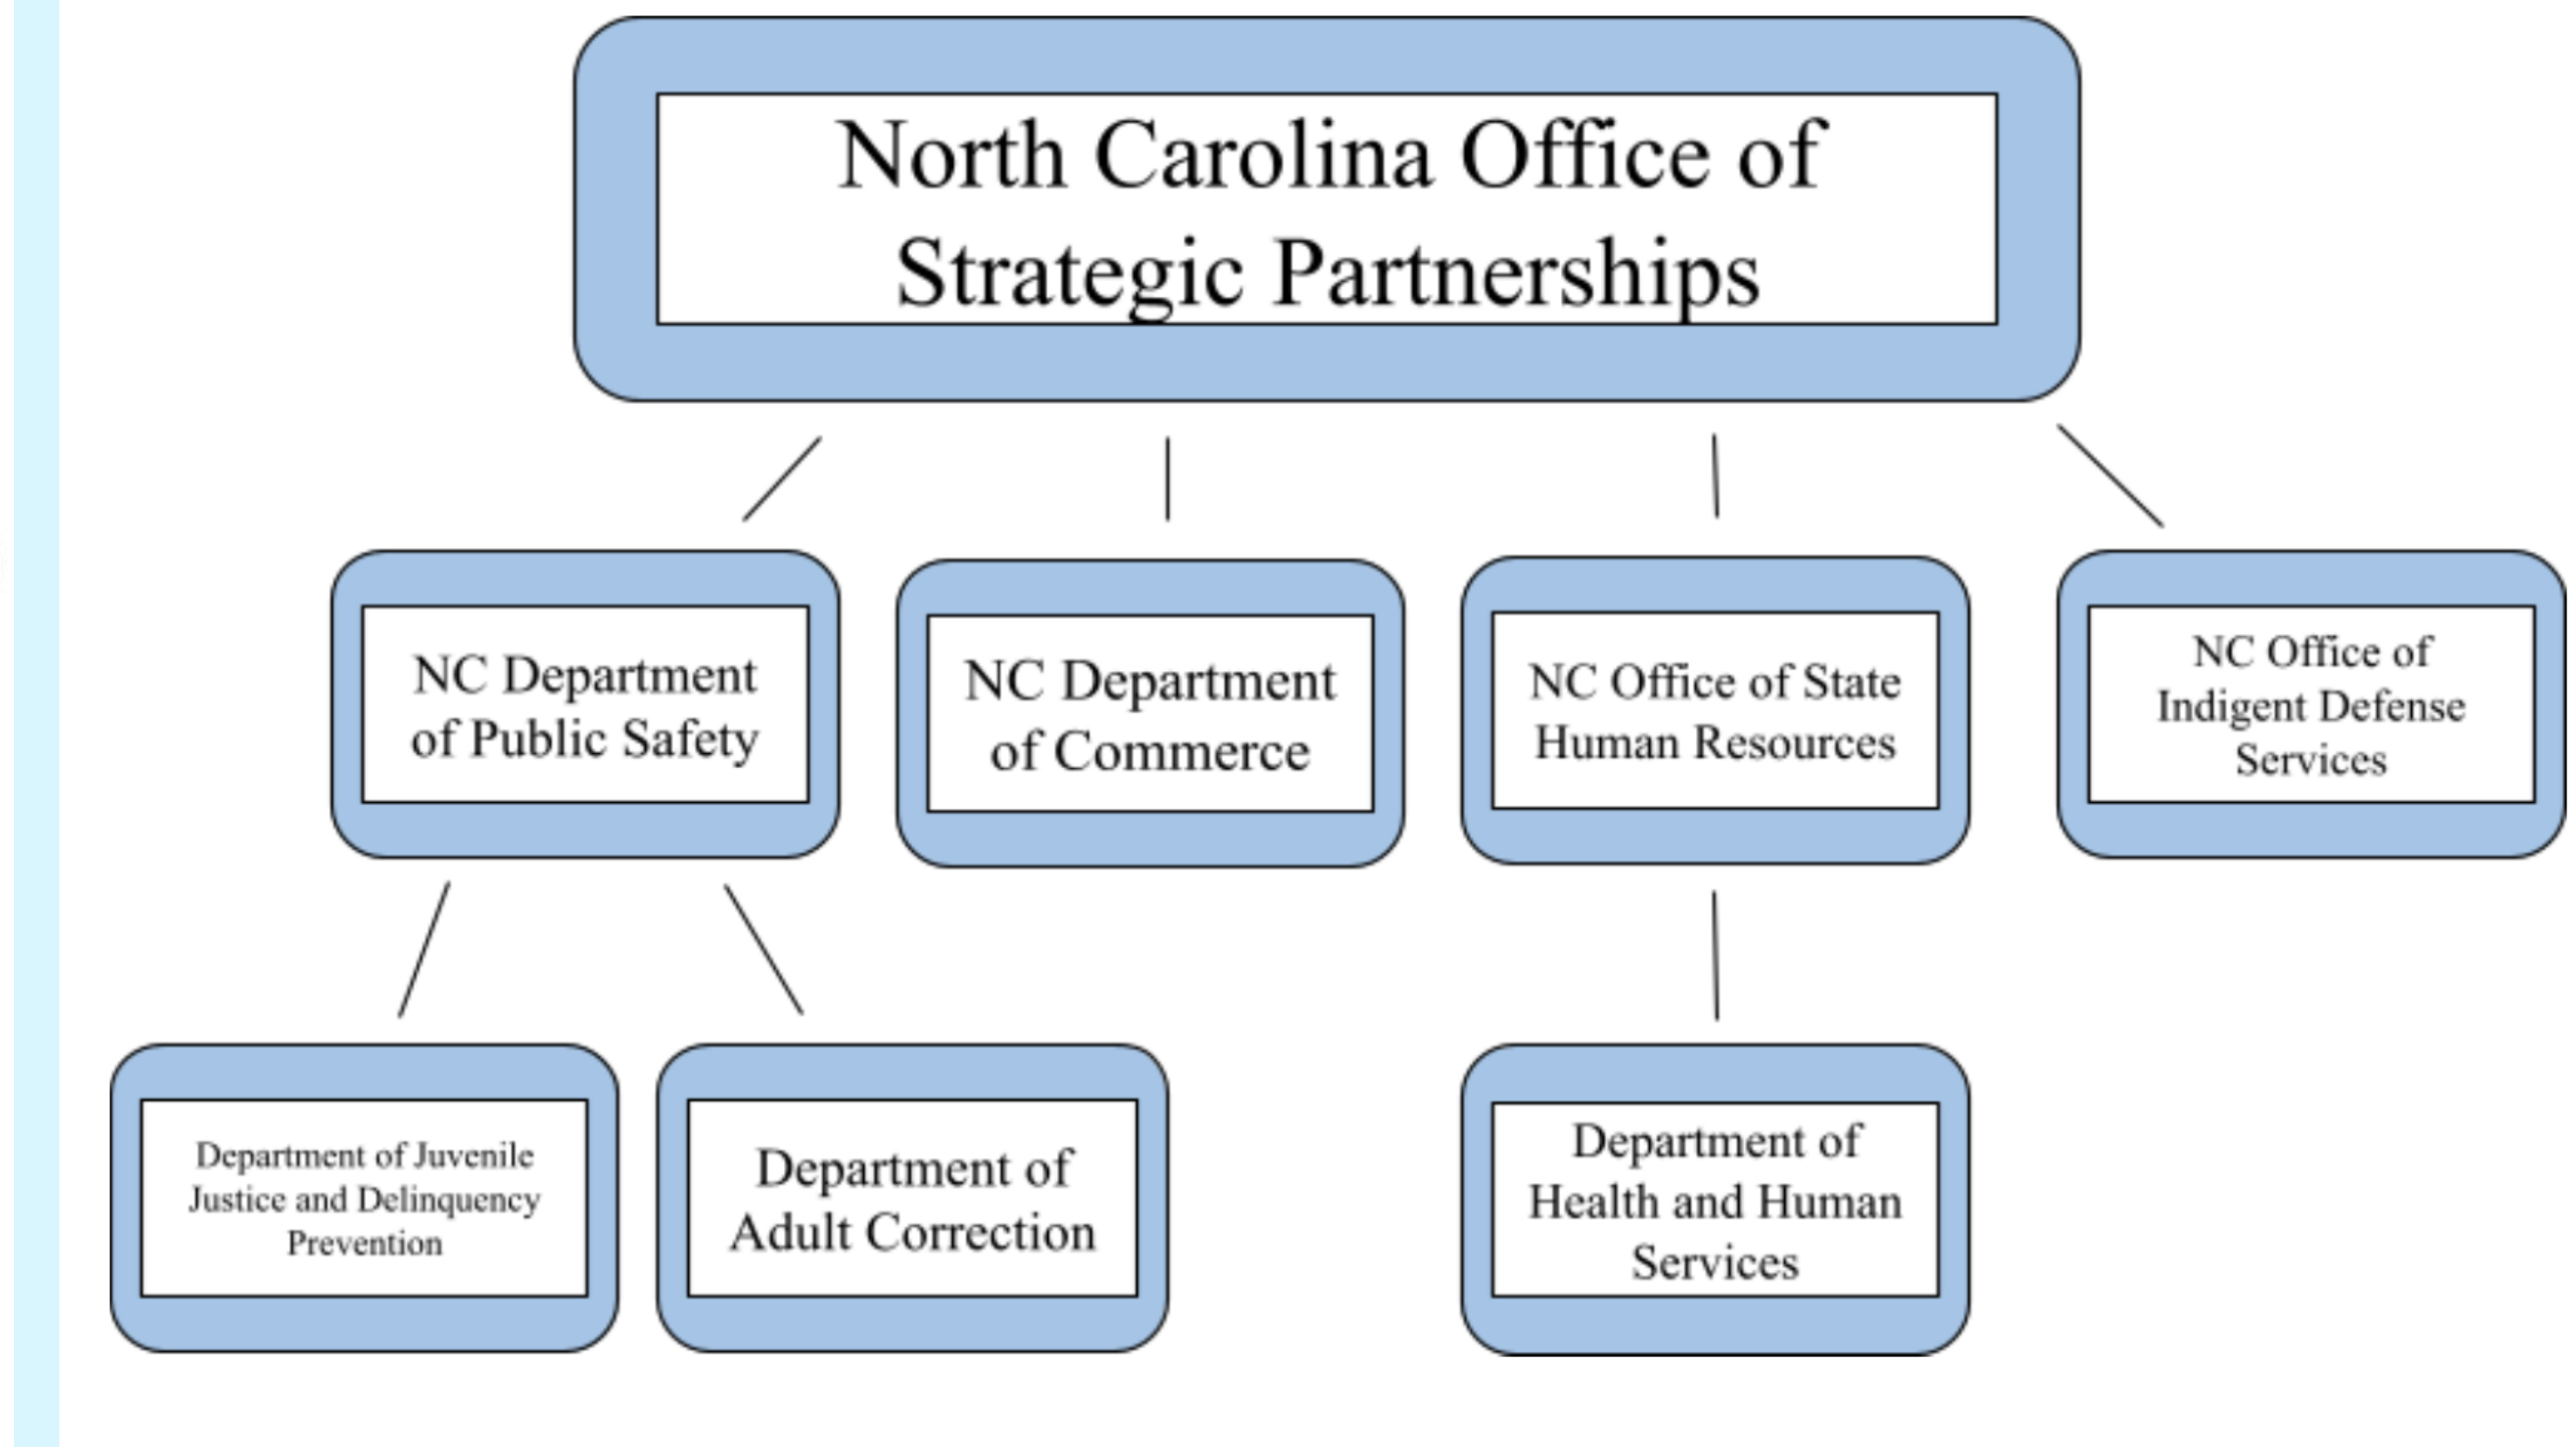 North Carolina Office of
Strategic Partnerships
NC Department
of Public Safety
NC Department
of Commerce
NC Office of State
Human Resources
NC Office of
Indigent Defense
Services
Department of Juvenile
Justice and Delinquency
Prevention
Department of
Adult Correction
Department of
Health and Human
Services